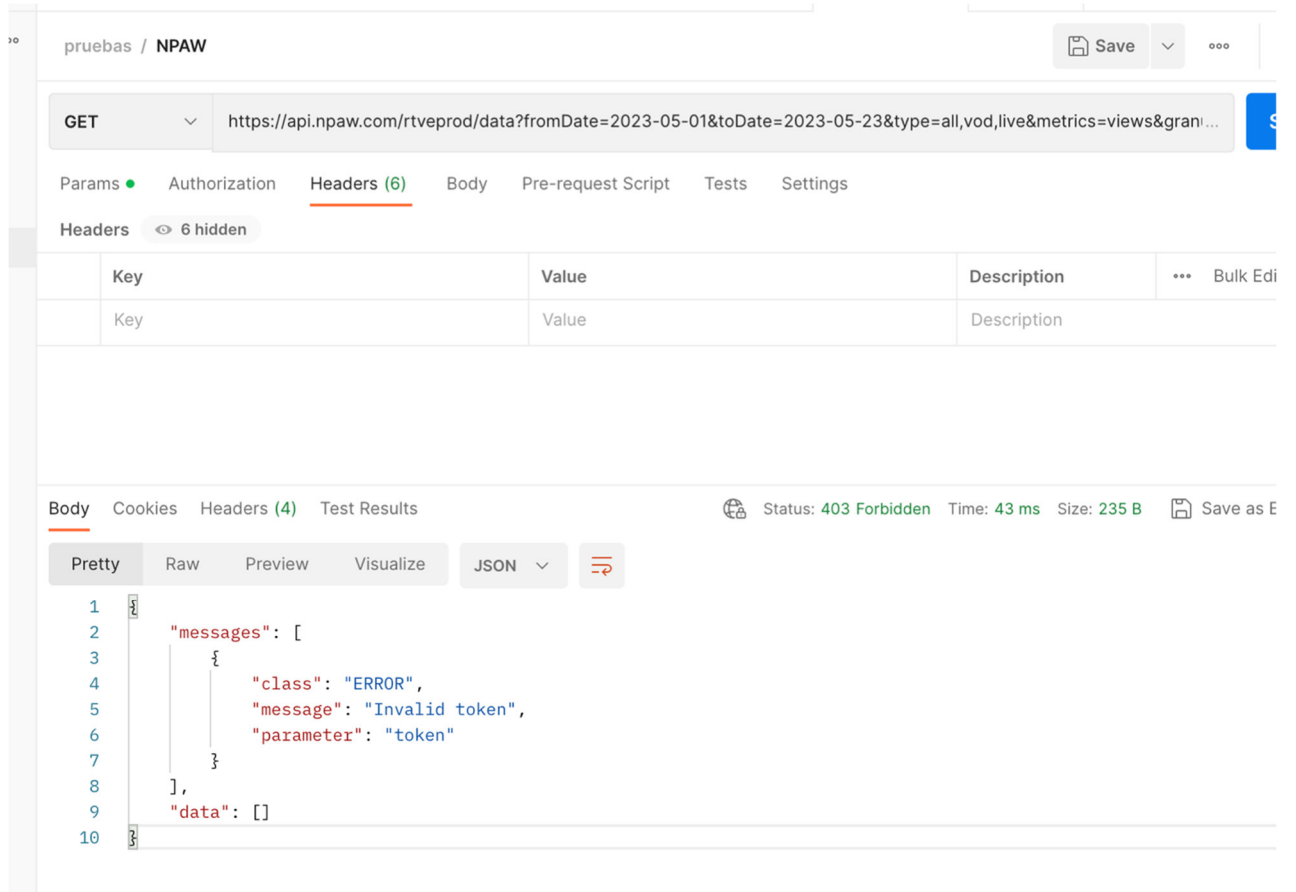 pruebas / NPAW
Save
GET
https://api.npaw.com/rtveprod/data?fromDate=2023-05-01&toDate=2023-05-23&type=all,vod,live&metrics=views&gran...
Params Authorization Headers (6) Body Pre-request Script Tests Settings
Headers 6 hidden
Key Value Description Bulk Edi
Key Value Description
Body Cookies Headers (4) Test Results Status: 403 Forbidden Time: 43 ms Size: 235 B Save as E
Pretty Raw Preview Visualize JSON
1 {
2 "messages": [
3 {
4 "class": "ERROR",
5 "message": "Invalid token",
6 "parameter": "token"
7 }
8 ],
9 "data": []
10 }